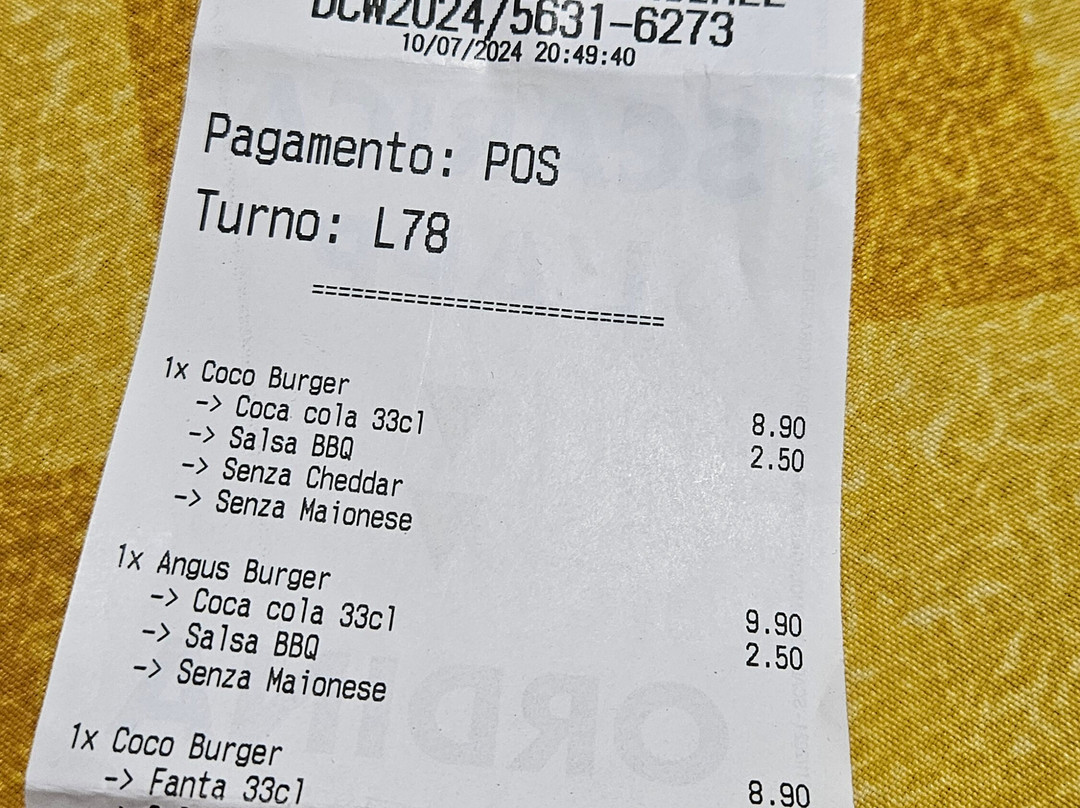 DCW2024/5631-6273
10/07/2024 20:49:40
Pagamento: POS
Turno: L78
===========================
1x Coco Burger 8.90
-> Coca cola 33cl 2.50
-> Salsa BBQ
-> Senza Cheddar
-> Senza Maionese
1x Angus Burger 9.90
-> Coca cola 33cl 2.50
-> Salsa BBQ
-> Senza Maionese
1x Coco Burger 8.90
-> Fanta 33cl